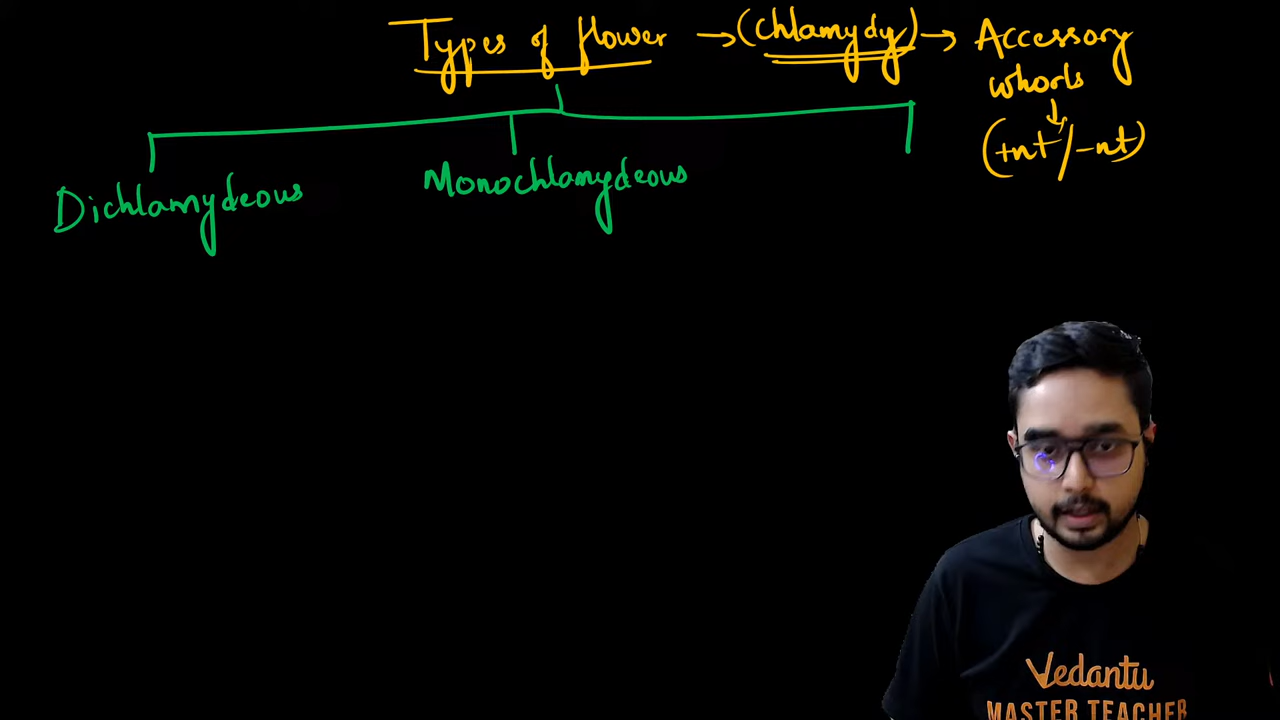 Types of flower → (Chlamydy) → Accessory
whorls
↓
(+nt / -nt)
Dichlamydeous
Monochlamydeous
Vedantu
MASTER TEACHER